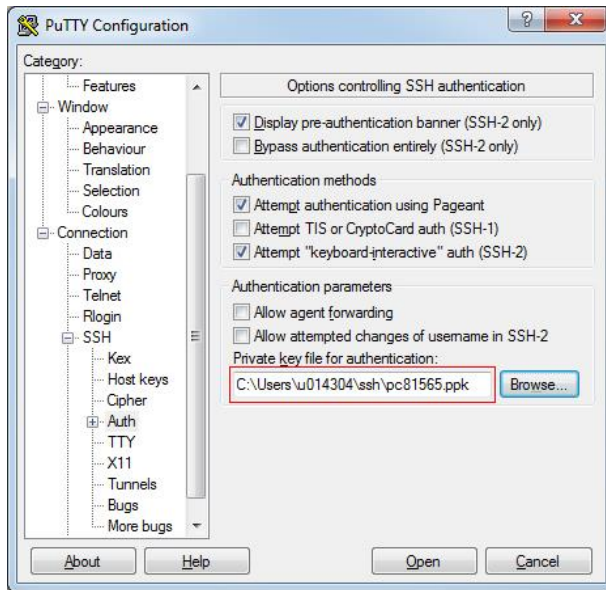 PuTTY Configuration
Category:
Features
Window
Appearance
Behaviour
Translation
Selection
Colours
Connection
Data
Proxy
Telnet
Rlogin
SSH
Kex
Host keys
Cipher
Auth
TTY
X11
Tunnels
Bugs
More bugs
Options controlling SSH authentication
Display pre-authentication banner (SSH-2 only)
Bypass authentication entirely (SSH-2 only)
Authentication methods
Attempt authentication using Pageant
Attempt TIS or CryptoCard auth (SSH-1)
Attempt "keyboard-interactive" auth (SSH-2)
Authentication parameters
Allow agent forwarding
Allow attempted changes of username in SSH-2
Private key file for authentication:
C:\Users\u014304\ssh\pc81565.ppk
Browse...
About
Help
Open
Cancel